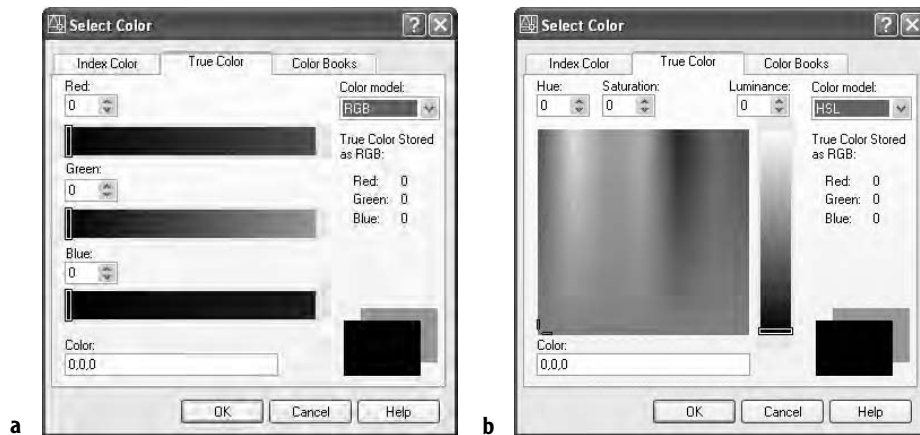 Select Color
Index Color
True Color
Color Books
Red:
0
Green:
0
Blue:
0
Color:
0,0,0
Color model:
RGB
True Color Stored
as RGB:
Red: 0
Green: 0
Blue: 0
OK
Cancel
Help
a
Select Color
Index Color
True Color
Color Books
Hue:
0
Saturation:
0
Luminance:
0
Color model:
HSL
True Color Stored
as RGB:
Red: 0
Green: 0
Blue: 0
Color:
0,0,0
OK
Cancel
Help
b